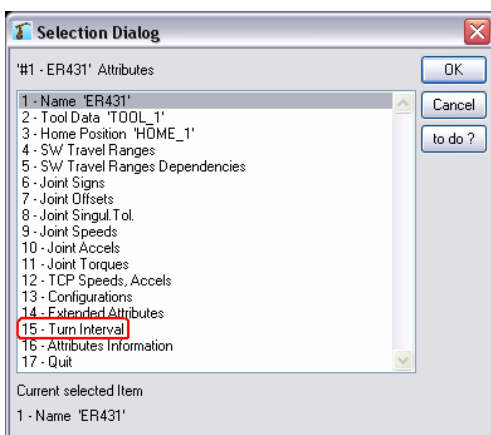 Selection Dialog
'#1 - ER431' Attributes
OK
1 - Name 'ER431'
Cancel
2 - Tool Data 'TOOL_1'
3 - Home Position 'HOME_1'
to do ?
4 - SW Travel Ranges
5 - SW Travel Ranges Dependencies
6 - Joint Signs
7 - Joint Offsets
8 - Joint Singul.Tol.
9 - Joint Speeds
10 - Joint Accels
11 - Joint Torques
12 - TCP Speeds, Accels
13 - Configurations
14 - Extended Attributes
15 - Turn Interval
16 - Attributes Information
17 - Quit
Current selected Item
1 - Name 'ER431'